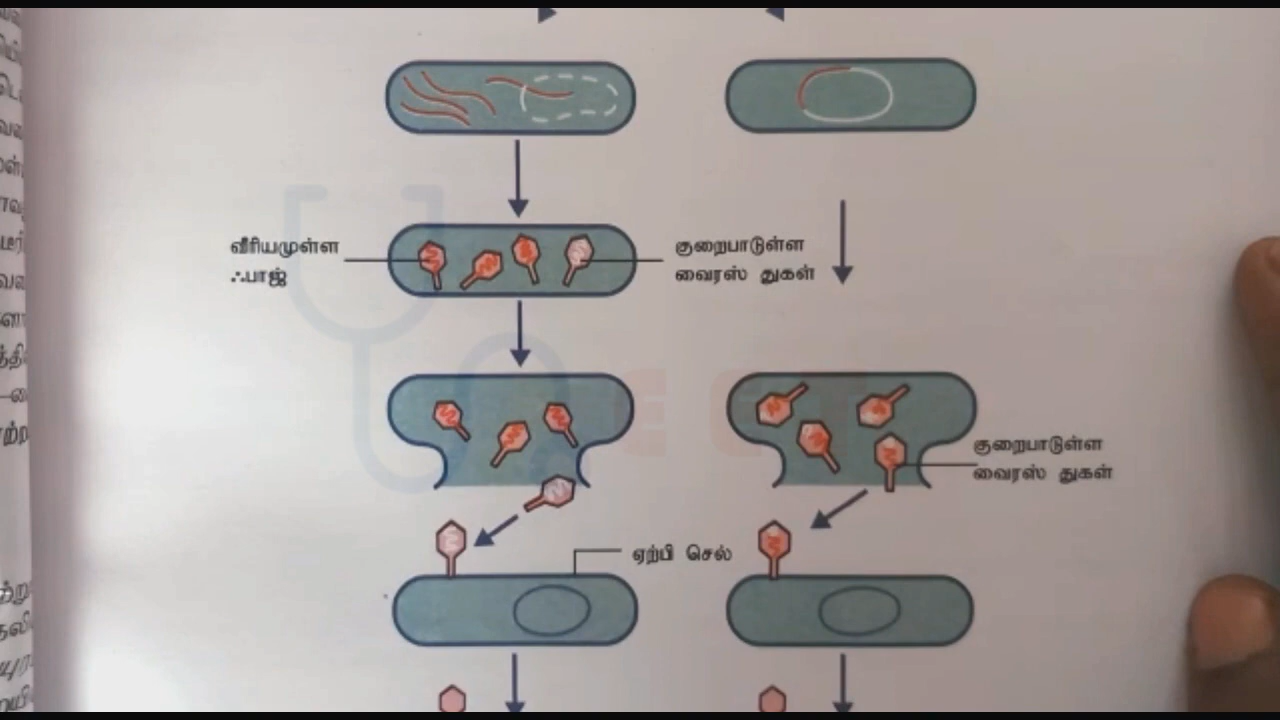 வீரியமுள்ள
ஃபாஜ்
குறைபாடுள்ள
வைரஸ் துகள்
குறைபாடுள்ள
வைரஸ் துகள்
ஏற்பி செல்